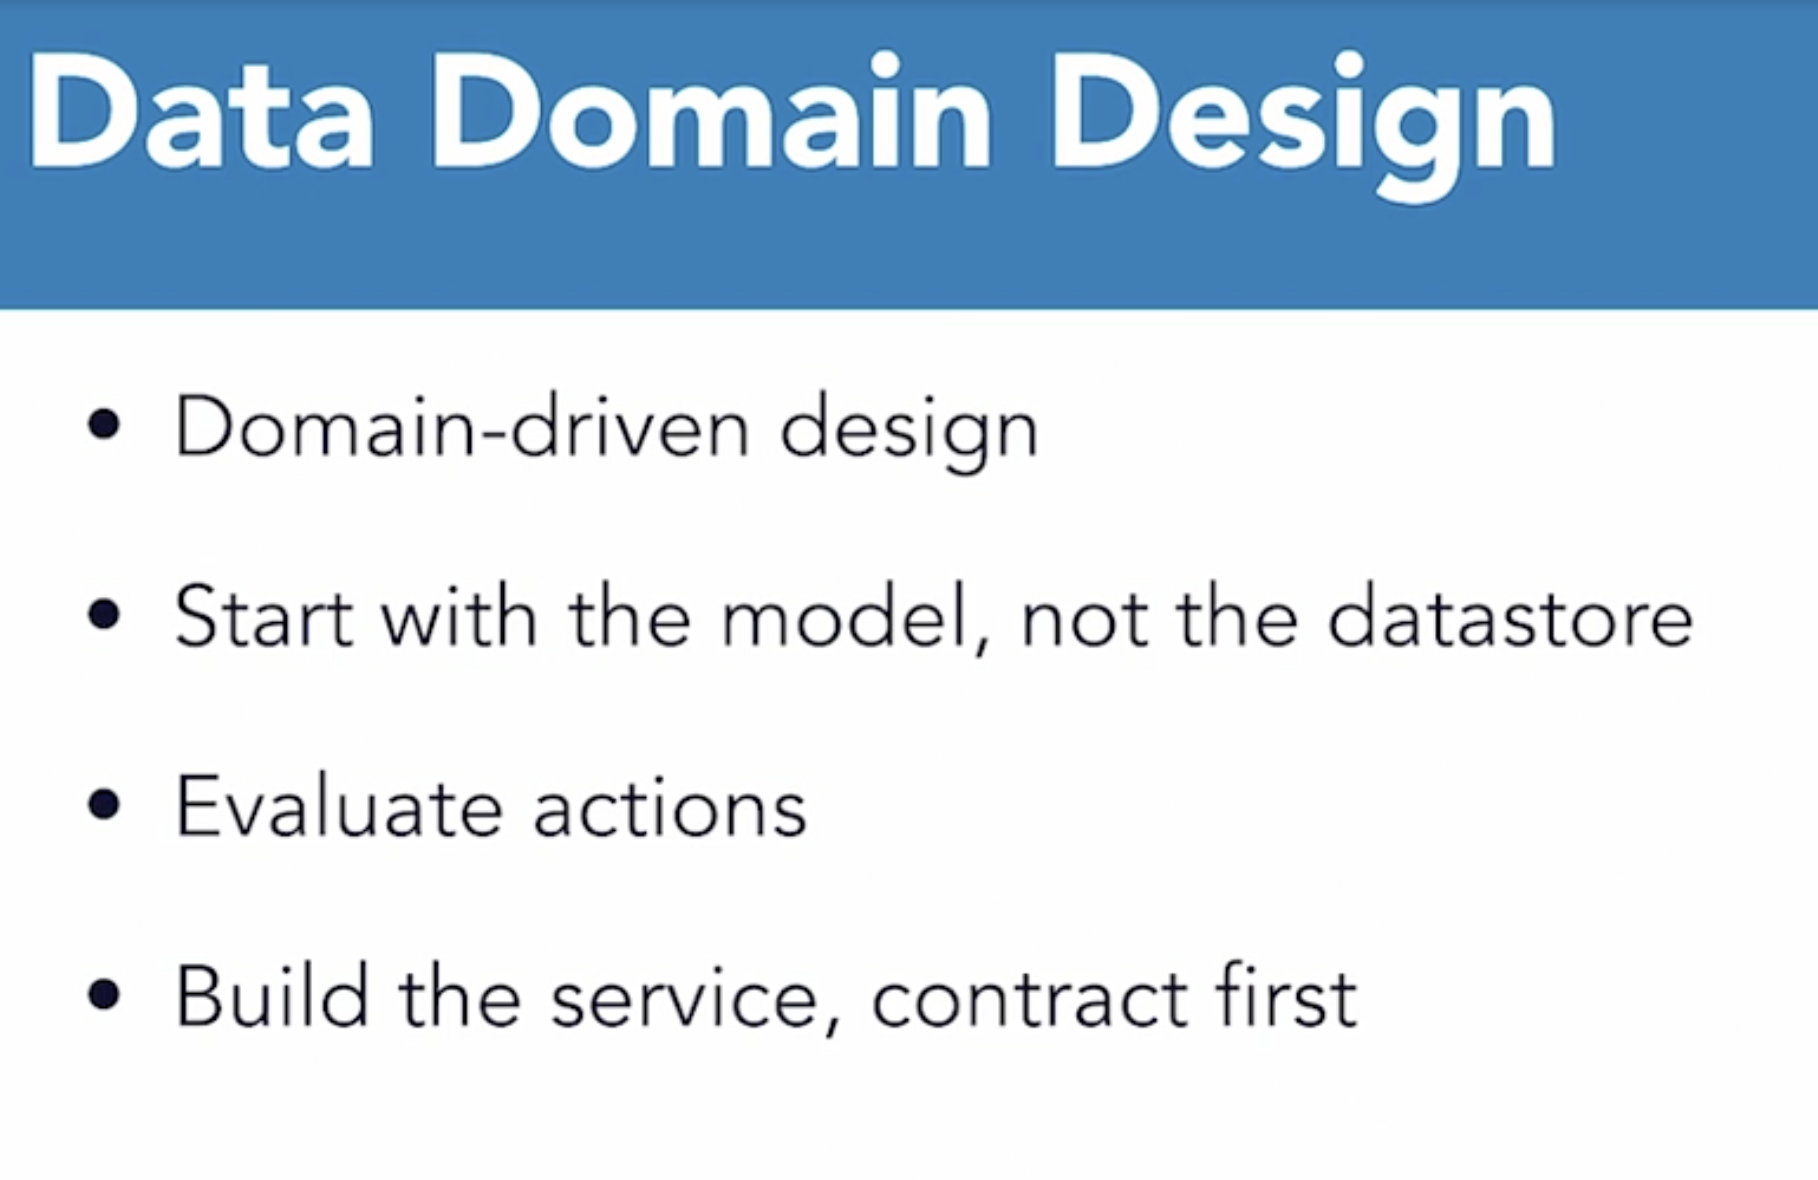 Data Domain Design
• Domain-driven design
• Start with the model, not the datastore
• Evaluate actions
• Build the service, contract first